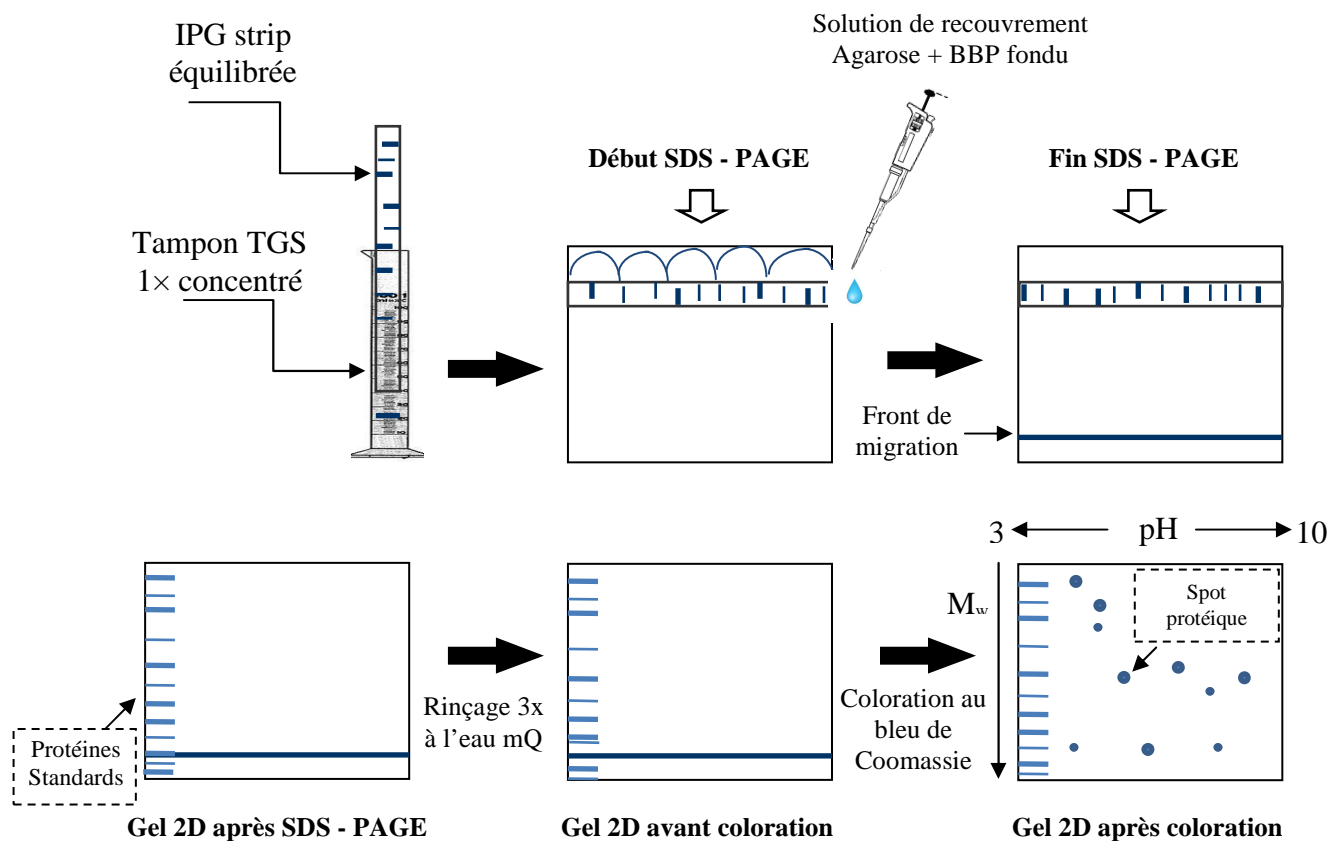 IPG strip
équilibrée
Tampon TGS
1× concentré
Solution de recouvrement
Agarose + BBP fondu
Début SDS - PAGE
Fin SDS - PAGE
Front de
migration
Protéines
Standards
Rinçage 3x
à l'eau mQ
Coloration au
bleu de
Coomassie
3
pH
10
Mw
Spot
protéique
Gel 2D après SDS - PAGE
Gel 2D avant coloration
Gel 2D après coloration